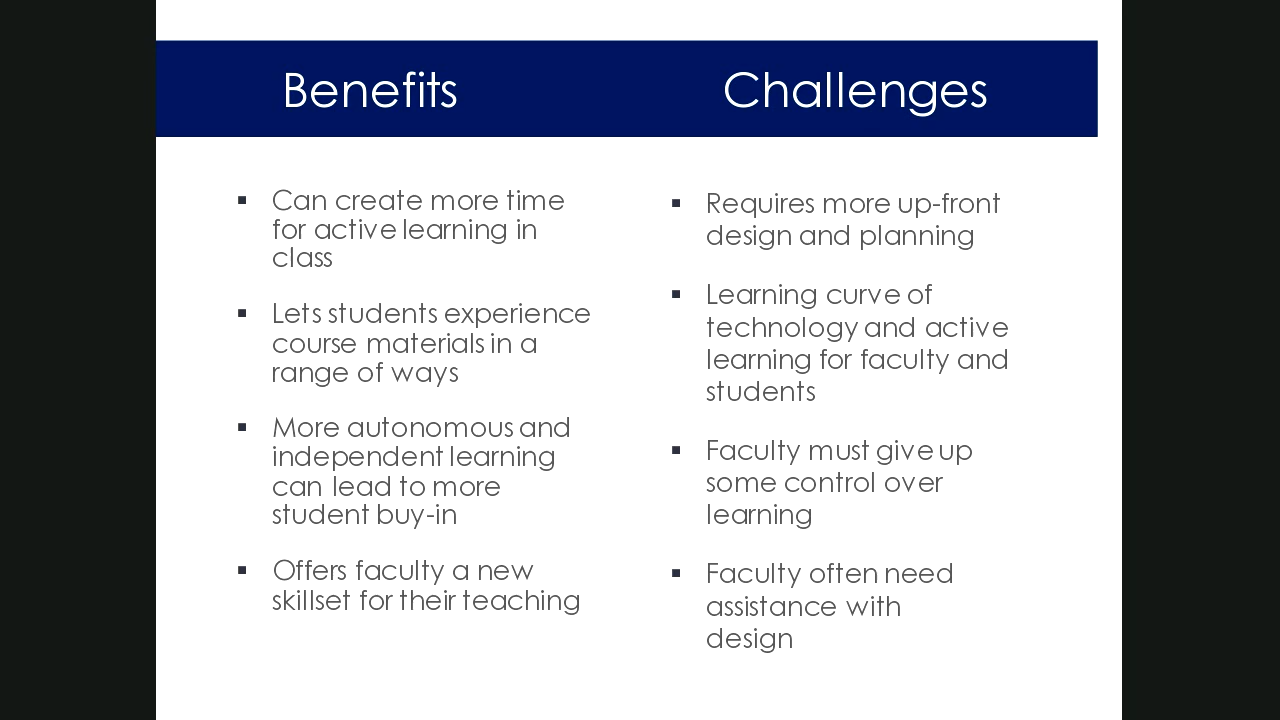 Benefits
Challenges
▪ Can create more time
for active learning in
class
▪ Lets students experience
course materials in a
range of ways
▪ More autonomous and
independent learning
can lead to more
student buy-in
▪ Offers faculty a new
skillset for their teaching
▪ Requires more up-front
design and planning
▪ Learning curve of
technology and active
learning for faculty and
students
▪ Faculty must give up
some control over
learning
▪ Faculty often need
assistance with
design